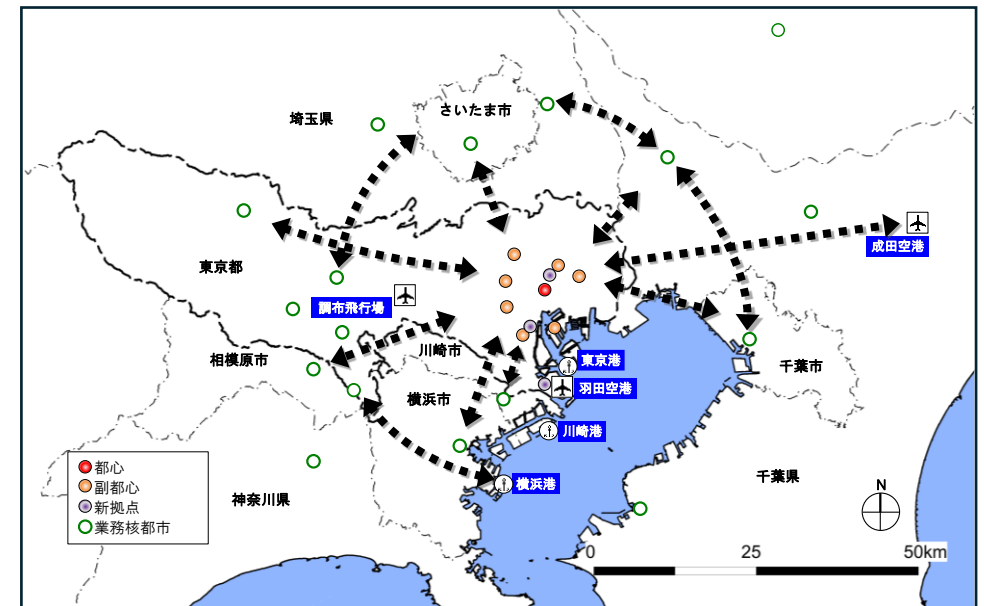 さいたま市
埼玉県
成田空港
東京都
調布飛行場
川崎市
相模原市
東京港
千葉市
羽田空港
横浜市
川崎港
都心
副都心
新拠点
業務核都市
神奈川県
横浜港
千葉県
N
0 25 50km